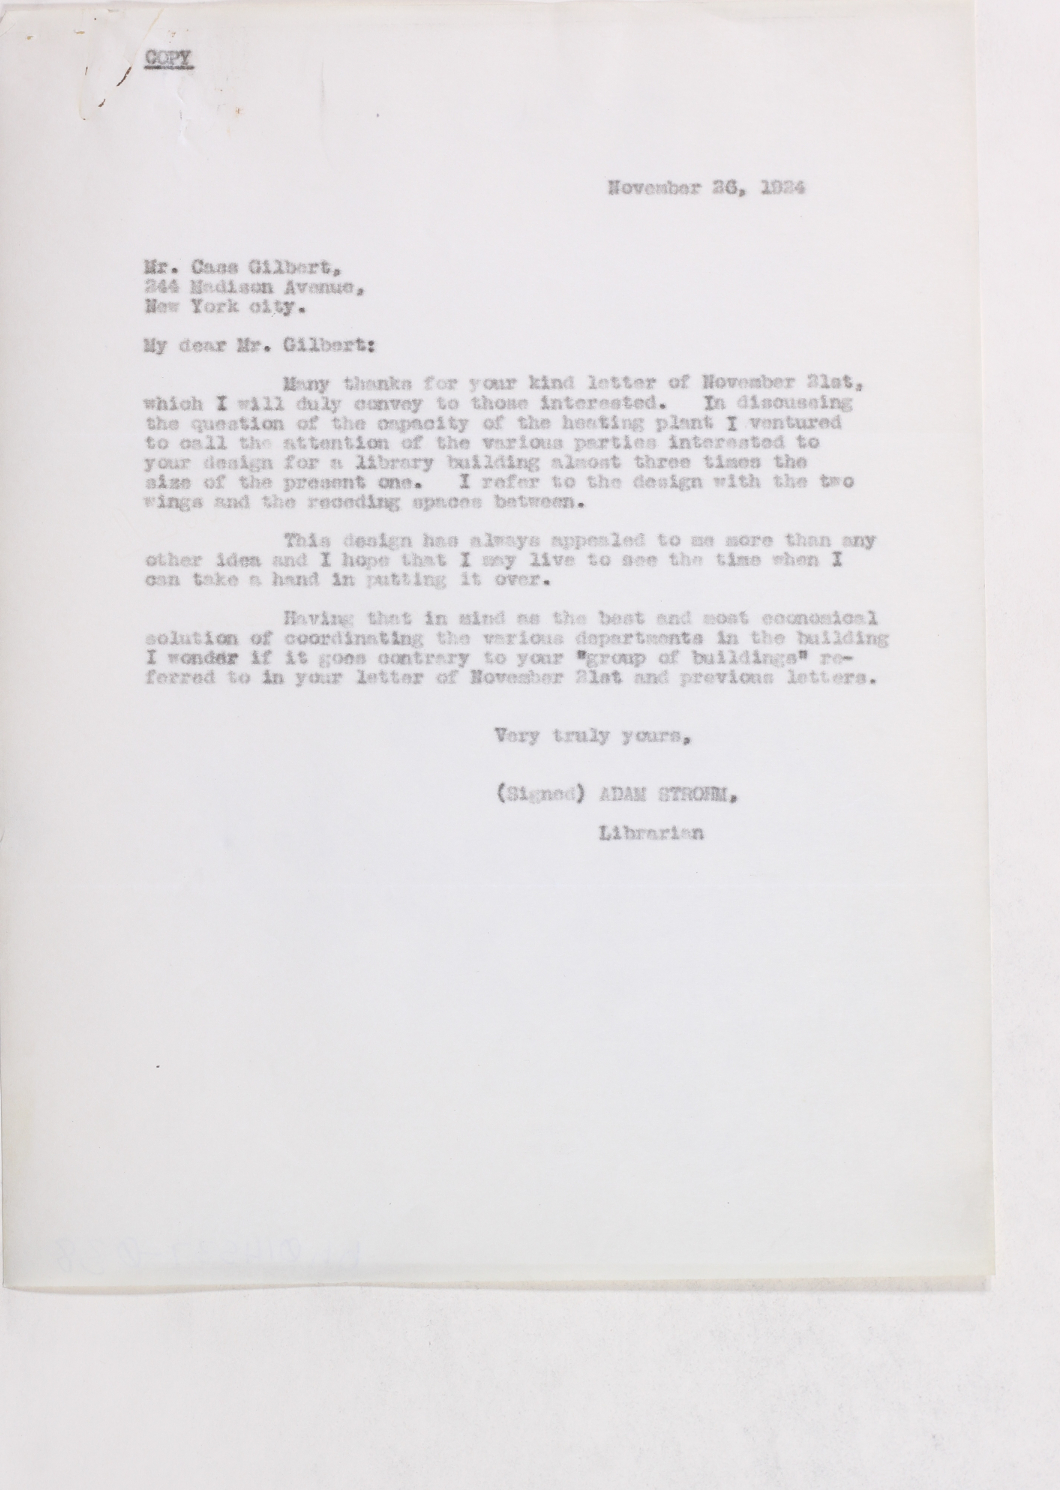 COPY
November 26, 1924
Mr. Cass Gilbert,
244 Madison Avenue,
New York city.
My dear Mr. Gilbert:
Many thanks for your kind letter of November 21st,
which I will duly convey to those interested. In discussing
the question of the capacity of the heating plant I ventured
to call the attention of the various parties interested to
your design for a library building almost three times the
size of the present one. I refer to the design with the two
wings and the receding spaces between.
This design has always appealed to me more than any
other idea and I hope that I may live to see the time when I
can take a hand in putting it over.
Having that in mind as the best and most economical
solution of coordinating the various departments in the building
I wonder if it goes contrary to your "group of buildings" re-
ferred to in your letter of November 21st and previous letters.
Very truly yours,
(Signed) ADAM STROHM,
Librarian